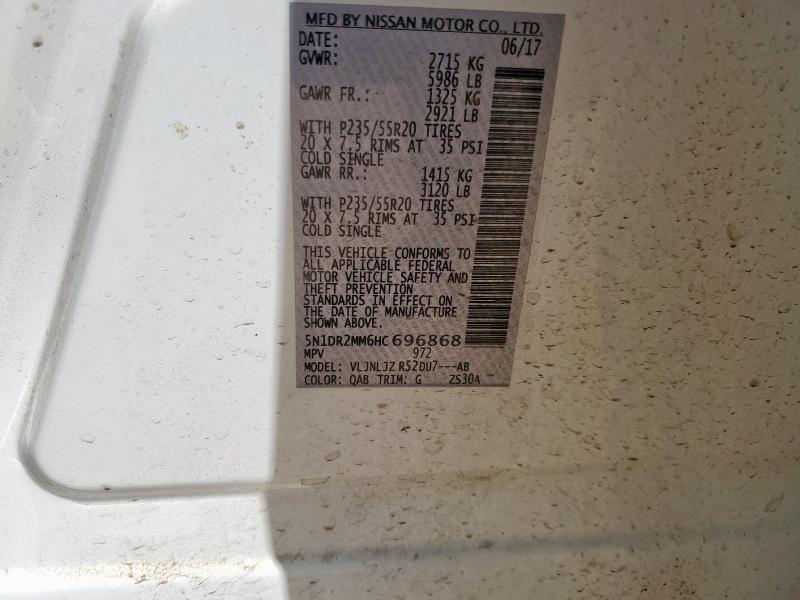 MFD BY NISSAN MOTOR CO., LTD.
DATE: 06/17
GVWR: 2715 KG
5986 LB
GAWR FR.: 1325 KG
2921 LB
WITH P235/55R20 TIRES
20 X 7.5 RIMS AT 35 PSI
COLD SINGLE
GAWR RR.: 1415 KG
3120 LB
WITH P235/55R20 TIRES
20 X 7.5 RIMS AT 35 PSI
COLD SINGLE
THIS VEHICLE CONFORMS TO
ALL APPLICABLE FEDERAL
MOTOR VEHICLE SAFETY AND
THEFT PREVENTION
STANDARDS IN EFFECT ON
THE DATE OF MANUFACTURE
SHOWN ABOVE.
5N1DR2MM6HC696868
MPV 972
MODEL: VLJNLJZ R52DU7---AB
COLOR: QAB TRIM: G ZS30A